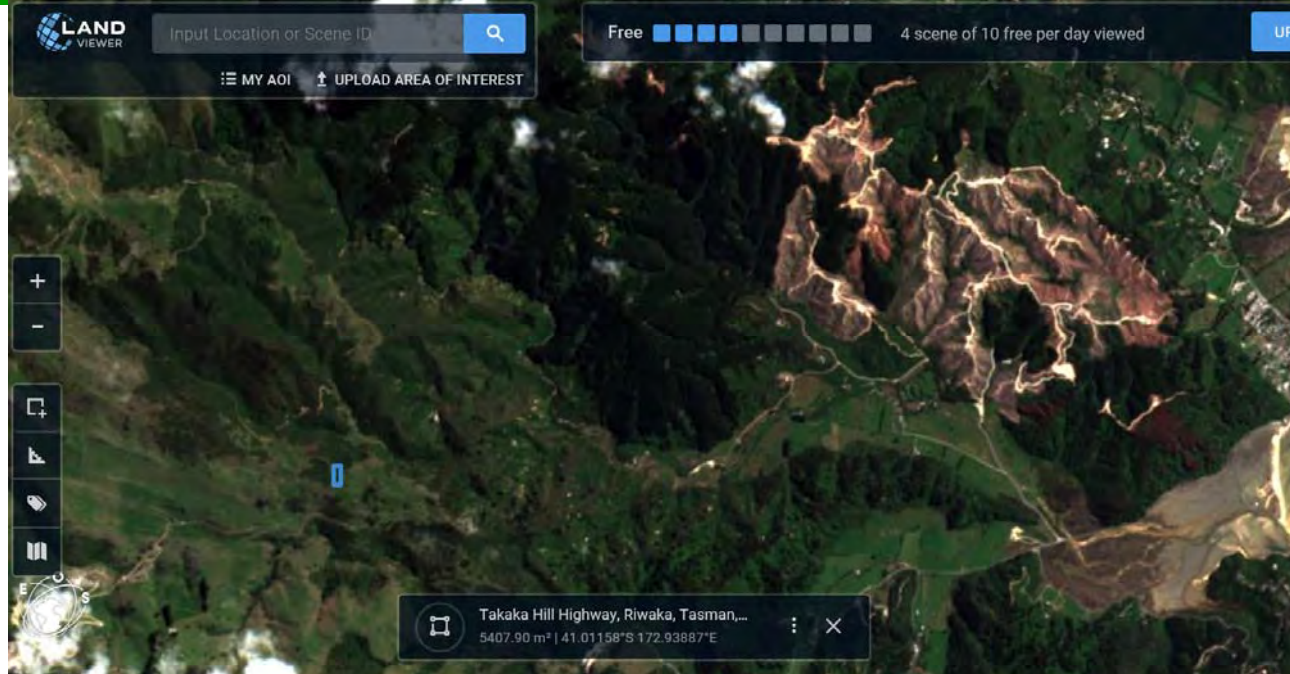 LAND
VIEWER
Input Location or Scene ID
MY AOI
UPLOAD AREA OF INTEREST
Free
4 scene of 10 free per day viewed
UP
+
-
E
S
Takaka Hill Highway, Riwaka, Tasman,...
5407.90 m² | 41.01158°S 172.93887°E